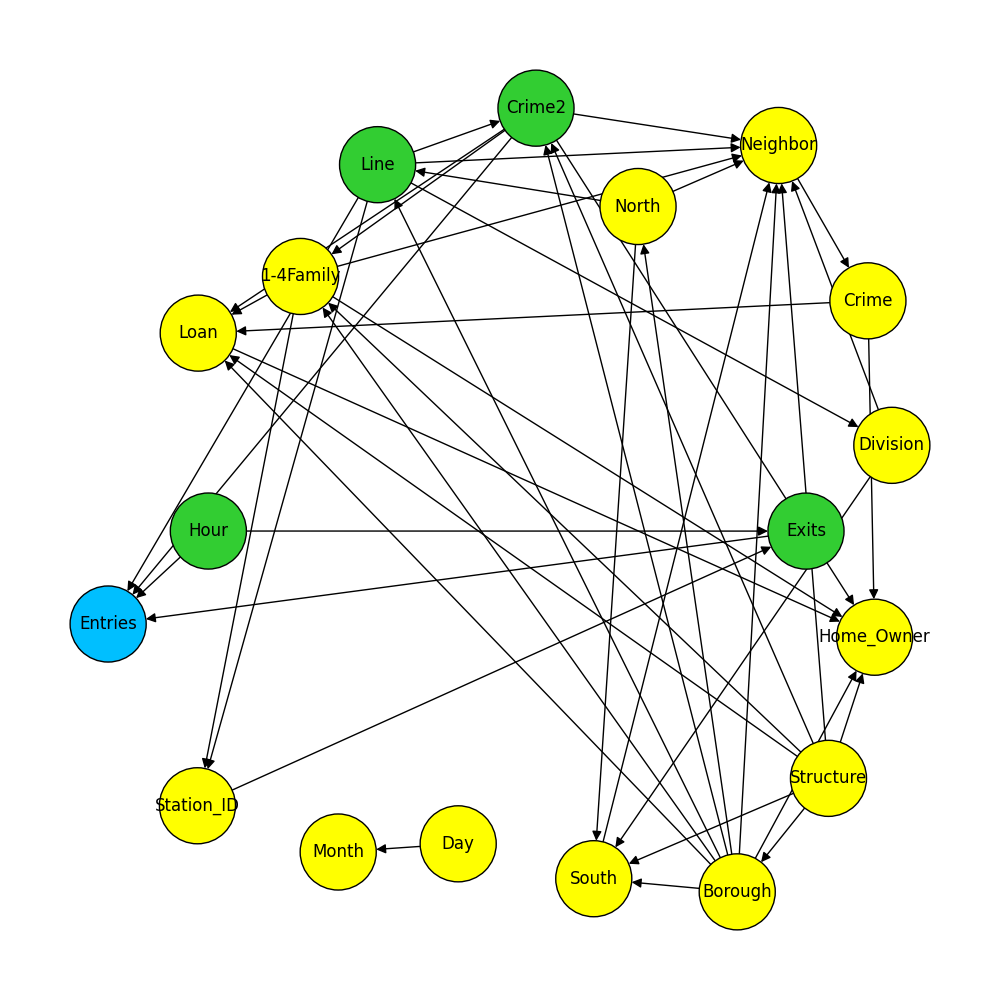 Crime2
Neighbor
Line
North
1-4Family
Crime
Loan
Division
Hour
Exits
Entries
Home_Owner
Structure
Station_ID
Day
Month
South
Borough